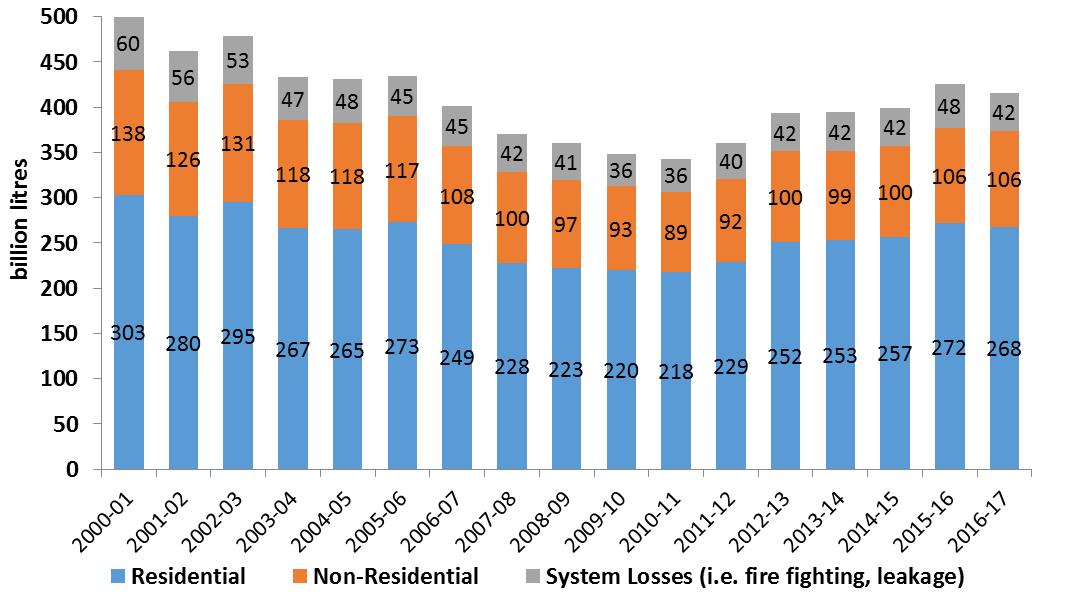 500
450
400
350
300
250
200
150
100
50
0
billion litres
60 56 53 47 48 45 45 42 41 36 36 40 42 42 42 48 42
138 126 131 118 118 117 108 100 97 93 89 92 100 99 100 106 106
303 280 295 267 265 273 249 228 223 220 218 229 252 253 257 272 268
2000-01 2001-02 2002-03 2003-04 2004-05 2005-06 2006-07 2007-08 2008-09 2009-10 2010-11 2011-12 2012-13 2013-14 2014-15 2015-16 2016-17
Residential Non-Residential System Losses (i.e. fire fighting, leakage)